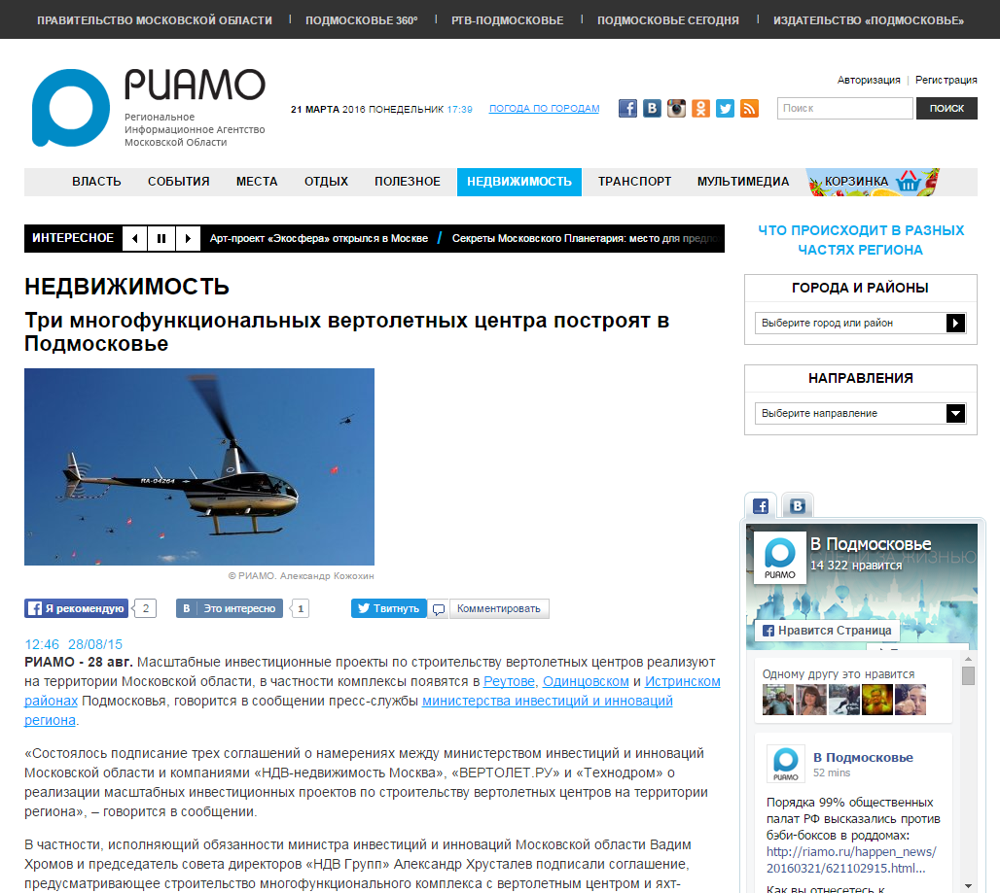 ПРАВИТЕЛЬСТВО МОСКОВСКОЙ ОБЛАСТИ | ПОДМОСКОВЬЕ 360° | РТВ-ПОДМОСКОВЬЕ | ПОДМОСКОВЬЕ СЕГОДНЯ | ИЗДАТЕЛЬСТВО «ПОДМОСКОВЬЕ»
РИАМО
Региональное
Информационное Агентство
Московской Области
21 МАРТА 2016 ПОНЕДЕЛЬНИК 17:39
ПОГОДА ПО ГОРОДАМ
Авторизация | Регистрация
Поиск
ПОИСК
ВЛАСТЬ СОБЫТИЯ МЕСТА ОТДЫХ ПОЛЕЗНОЕ НЕДВИЖИМОСТЬ ТРАНСПОРТ МУЛЬТИМЕДИА КОРЗИНКА
ИНТЕРЕСНОЕ Арт-проект «Экосфера» открылся в Москве / Секреты Московского Планетария: место для предпо
НЕДВИЖИМОСТЬ
Три многофункциональных вертолетных центра построят в
Подмосковье
RA-04264
© РИАМО. Александр Кожохин
Я рекомендую 2
В Это интересно 1
Твитнуть
Комментировать
12:46 28/08/15
РИАМО - 28 авг. Масштабные инвестиционные проекты по строительству вертолетных центров реализуют
на территории Московской области, в частности комплексы появятся в Реутове, Одинцовском и Истринском
районах Подмосковья, говорится в сообщении пресс-службы министерства инвестиций и инноваций
региона.
«Состоялось подписание трех соглашений о намерениях между министерством инвестиций и инноваций
Московской области и компаниями «НДВ-недвижимость Москва», «ВЕРТОЛЕТ.РУ» и «Технодром» о
реализации масштабных инвестиционных проектов по строительству вертолетных центров на территории
региона», – говорится в сообщении.
В частности, исполняющий обязанности министра инвестиций и инноваций Московской области Вадим
Хромов и председатель совета директоров «НДВ Групп» Александр Хрусталев подписали соглашение,
предусматривающее строительство многофункционального комплекса с вертолетным центром и яхт-
ЧТО ПРОИСХОДИТ В РАЗНЫХ
ЧАСТЯХ РЕГИОНА
ГОРОДА И РАЙОНЫ
Выберите город или район
НАПРАВЛЕНИЯ
Выберите направление
РИАМО
В Подмосковье
СЛЕДИ ЗА ЖИЗНЬЮ
14 322 нравится
Нравится Страница
Одному другу это нравится
РИАМО
В Подмосковье
52 mins
Порядка 99% общественных
палат РФ высказались против
бэби-боксов в роддомах:
http://riamo.ru/happen_news/
20160321/621102915.html...
Как вы отнесетесь к